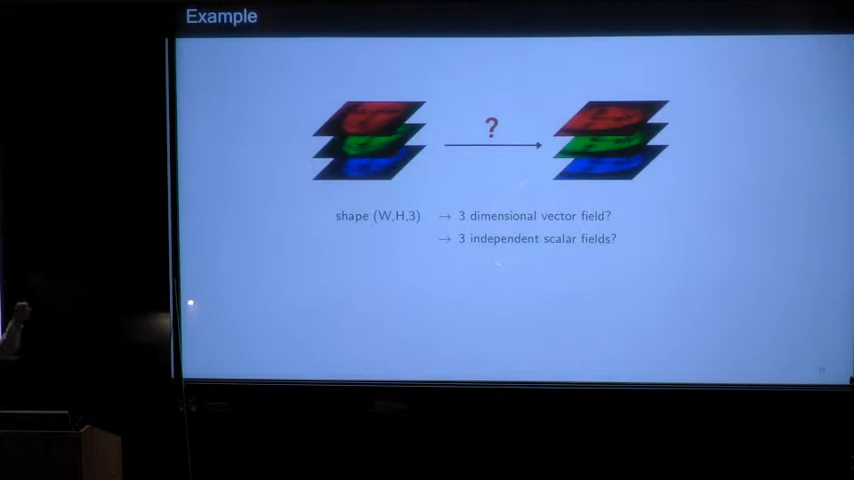 Example
?
shape (W,H,3) → 3 dimensional vector field?
→ 3 independent scalar fields?